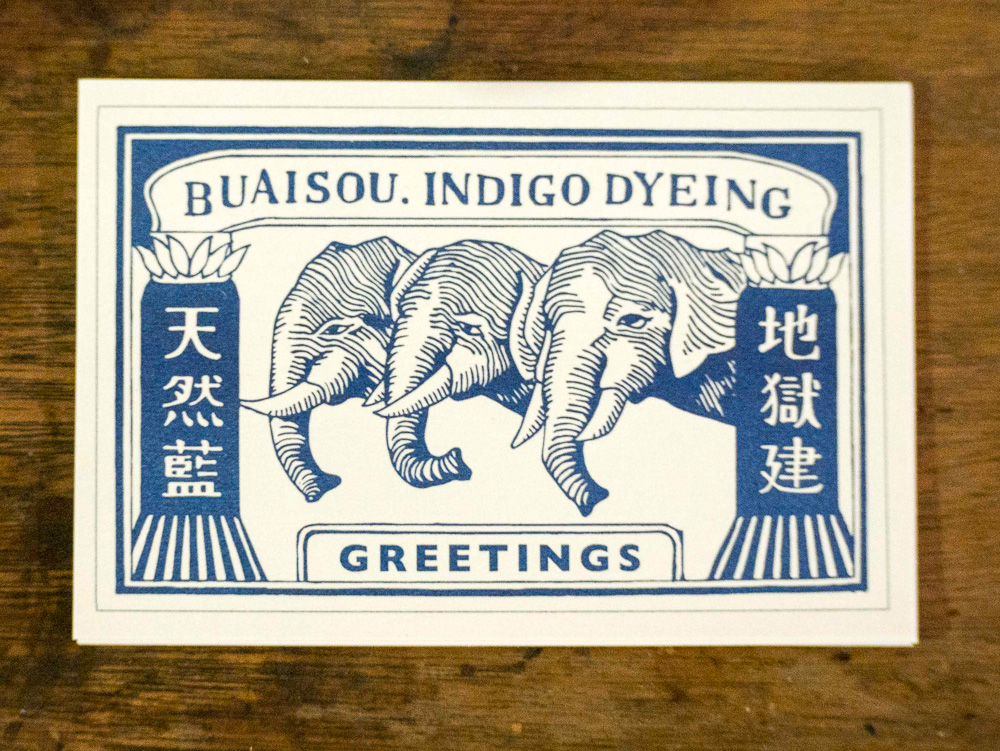 BUAISOU. INDIGO DYEING
天然藍
地獄建
GREETINGS